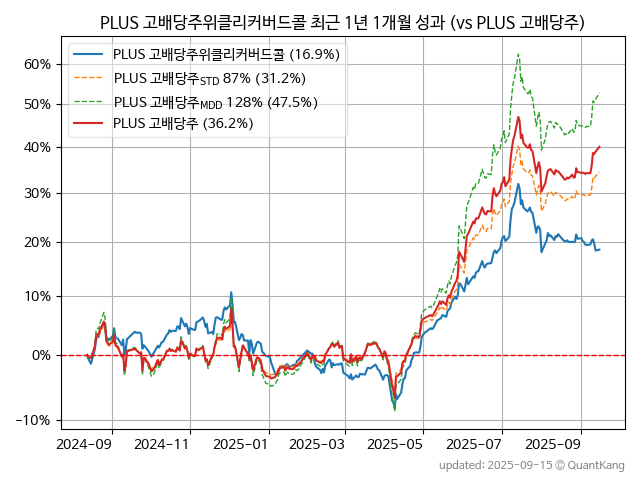 PLUS 고배당주위클리커버드콜 최근 1년 1개월 성과 (vs PLUS 고배당주)
PLUS 고배당주위클리커버드콜 (16.9%)
PLUS 고배당주STD 87% (31.2%)
PLUS 고배당주MDD 128% (47.5%)
PLUS 고배당주 (36.2%)
60%
50%
40%
30%
20%
10%
0%
−10%
2024-09 2024-11 2025-01 2025-03 2025-05 2025-07 2025-09
updated: 2025-09-15 © QuantKang